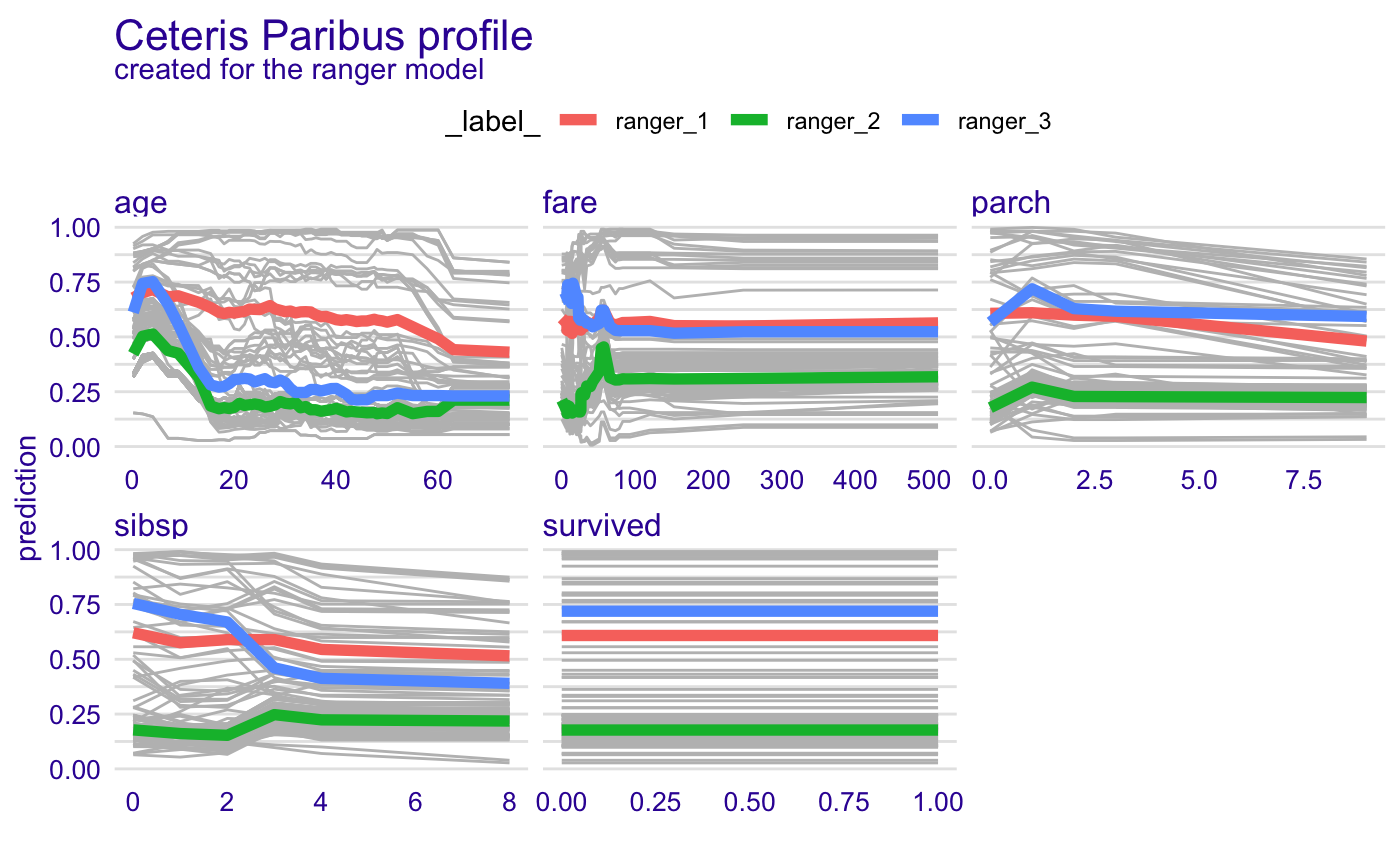 Ceteris Paribus profile
created for the ranger model
_label_ ranger_1 ranger_2 ranger_3
age fare parch
1.00
0.75
0.50
0.25
0.00
0 20 40 60 0 100 200 300 400 500 0.0 2.5 5.0 7.5
prediction
sibsp survived
1.00
0.75
0.50
0.25
0.00
0 2 4 6 8 0.00 0.25 0.50 0.75 1.00